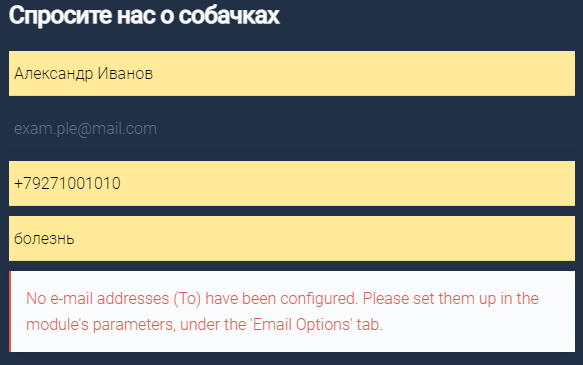 Спросите нас о собачках
Александр Иванов
exam.ple@mail.com
+79271001010
болезнь
No e-mail addresses (To) have been configured. Please set them up in the
module's parameters, under the 'Email Options' tab.